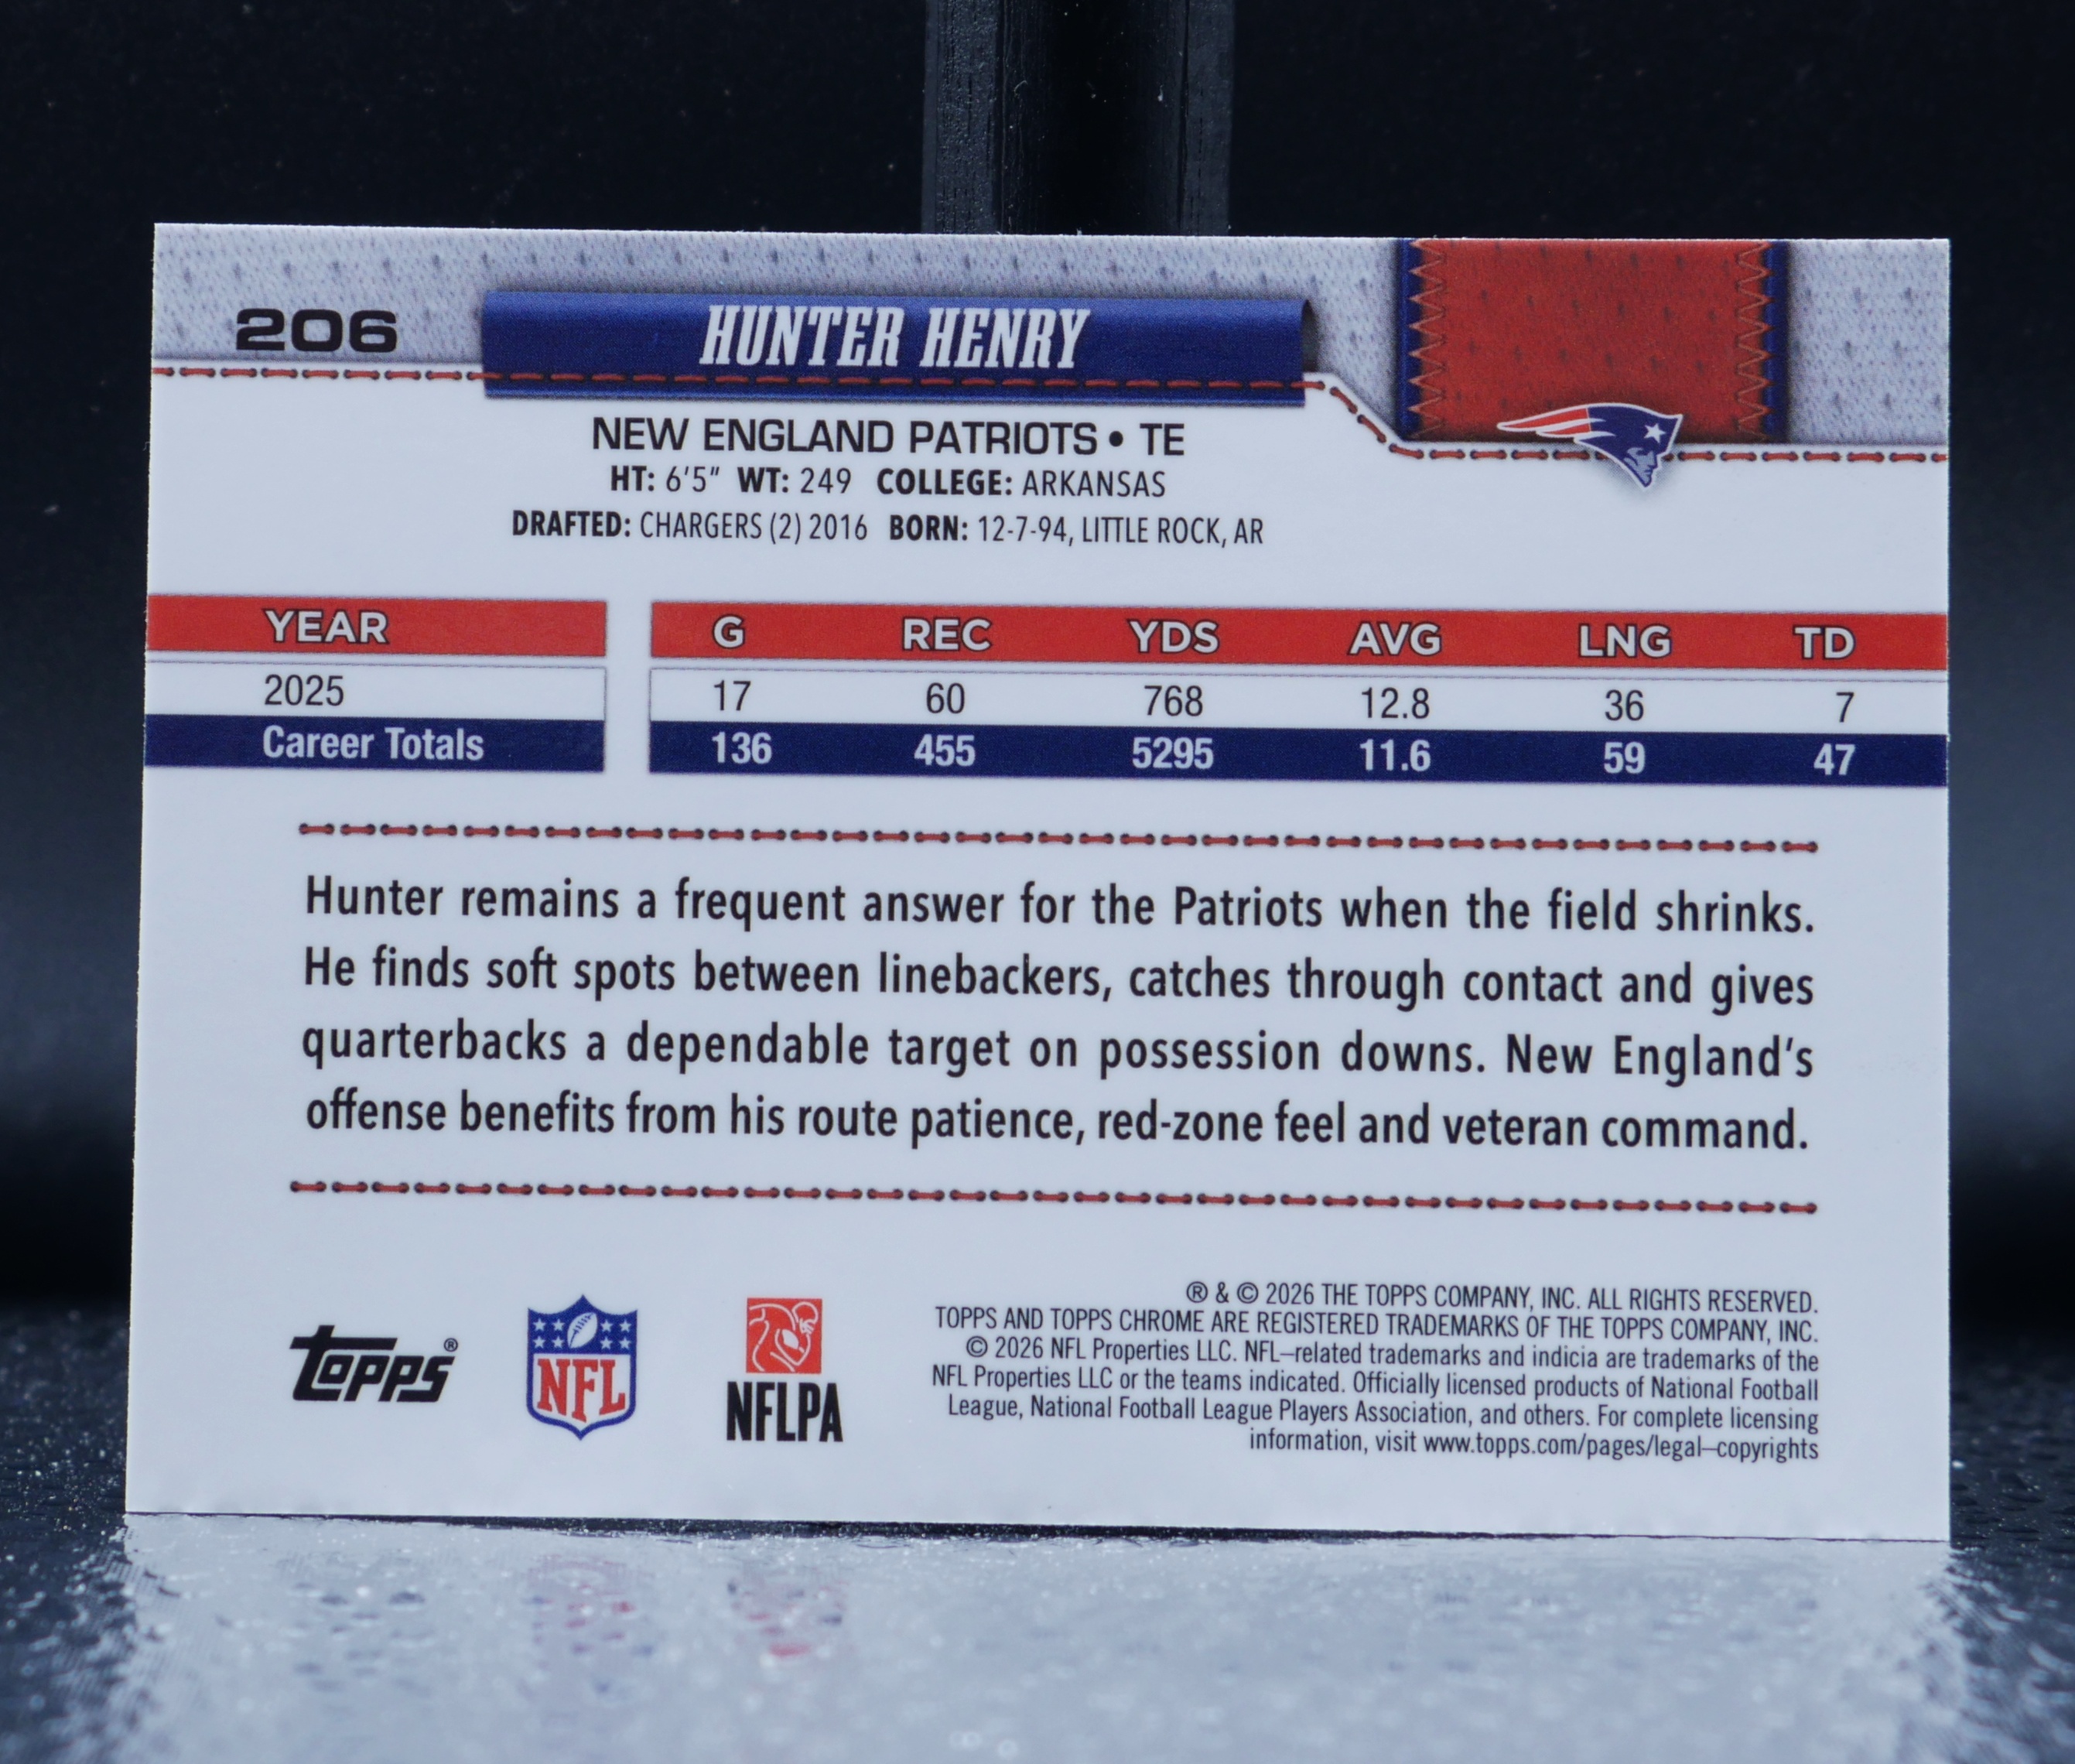 206
HUNTER HENRY
NEW ENGLAND PATRIOTS • TE
HT: 6'5" WT: 249 COLLEGE: ARKANSAS
DRAFTED: CHARGERS (2) 2016 BORN: 12-7-94, LITTLE ROCK, AR
YEAR G REC YDS AVG LNG TD
2025 17 60 768 12.8 36 7
Career Totals 136 455 5295 11.6 59 47
Hunter remains a frequent answer for the Patriots when the field shrinks.
He finds soft spots between linebackers, catches through contact and gives
quarterbacks a dependable target on possession downs. New England's
offense benefits from his route patience, red-zone feel and veteran command.
topps®
NFL
NFLPA
® & © 2026 THE TOPPS COMPANY, INC. ALL RIGHTS RESERVED.
TOPPS AND TOPPS CHROME ARE REGISTERED TRADEMARKS OF THE TOPPS COMPANY, INC.
© 2026 NFL Properties LLC. NFL–related trademarks and indicia are trademarks of the
NFL Properties LLC or the teams indicated. Officially licensed products of National Football
League, National Football League Players Association, and others. For complete licensing
information, visit www.topps.com/pages/legal–copyrights